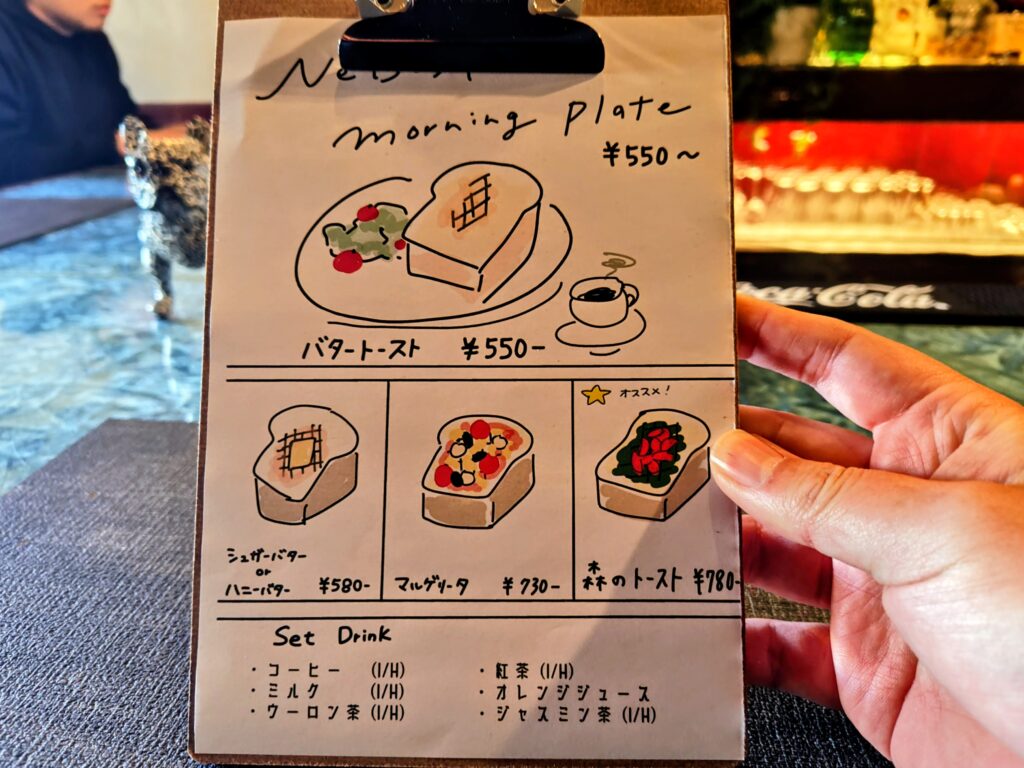 morning Plate
¥550〜
バタートースト ¥550-
シュガーバター
or
ハニーバター ¥580-
マルゲリータ ¥730-
オススメ!
森のトースト ¥780-
Set Drink
・コーヒー (I/H)
・ミルク (I/H)
・ウーロン茶 (I/H)
・紅茶 (I/H)
・オレンジジュース
・ジャスミン茶 (I/H)
Coca-Cola